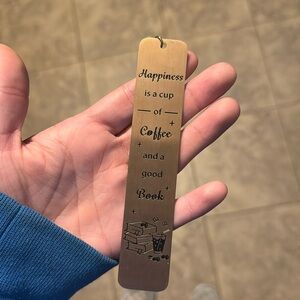 Happiness
is a cup
of
Coffee
and a
good
Book